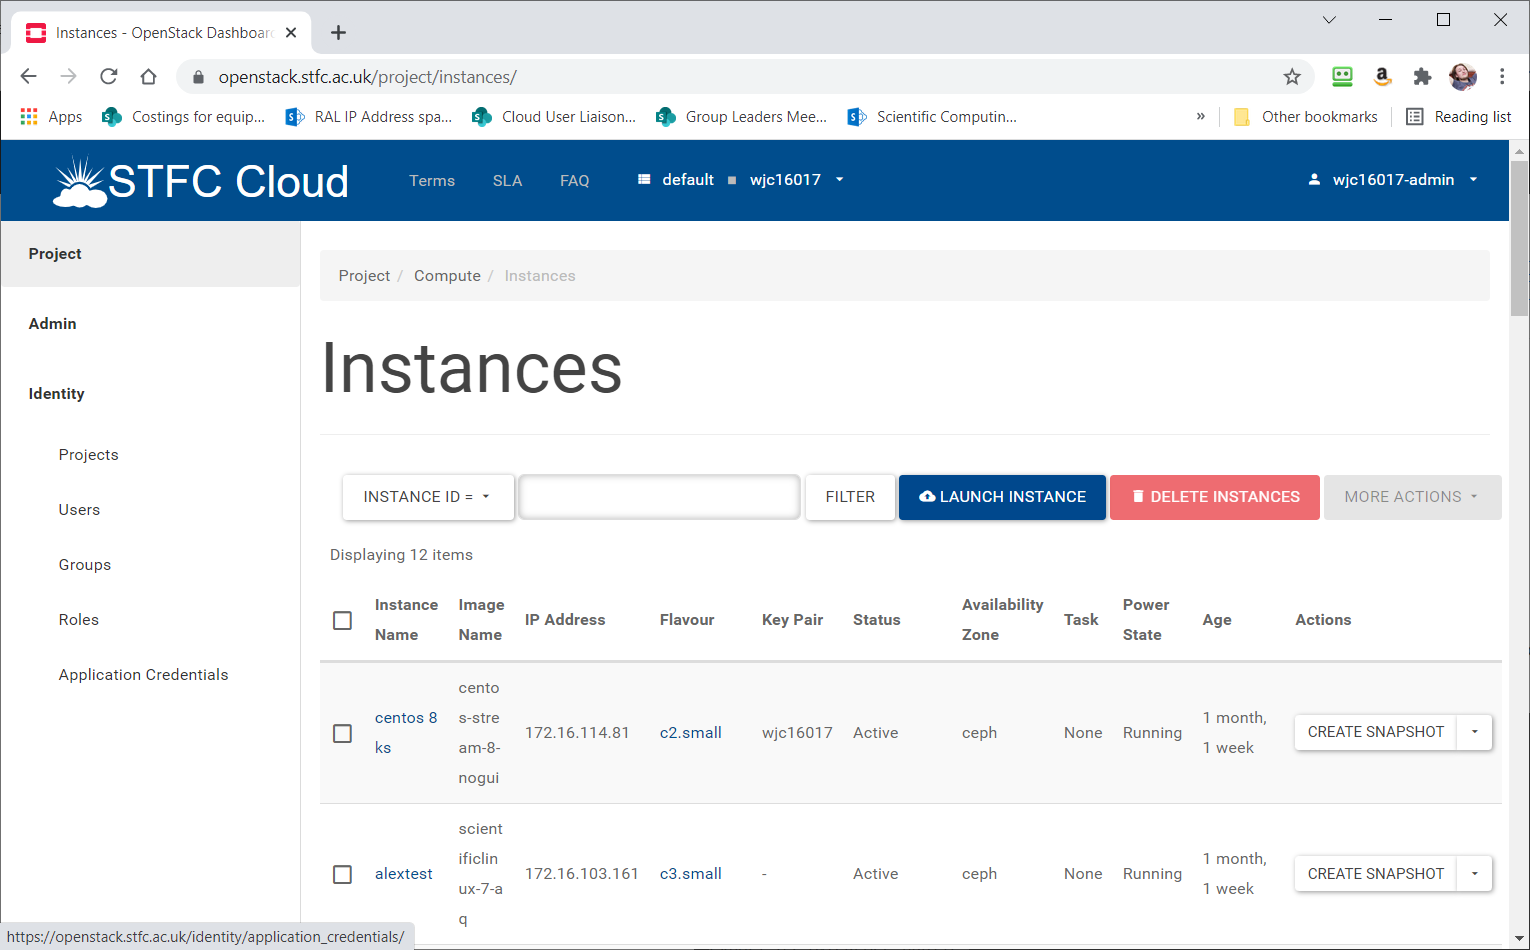 Instances - OpenStack Dashboard
openstack.stfc.ac.uk/project/instances/
Apps
Costings for equip...
RAL IP Address spa...
Cloud User Liaison...
Group Leaders Mee...
Scientific Computin...
»
Other bookmarks
Reading list
STFC Cloud
Terms
SLA
FAQ
default
wjc16017
wjc16017-admin
Project
Admin
Identity
Projects
Users
Groups
Roles
Application Credentials
Project / Compute / Instances
Instances
INSTANCE ID =
FILTER
LAUNCH INSTANCE
DELETE INSTANCES
MORE ACTIONS
Displaying 12 items
Instance
Name
Image
Name
IP Address
Flavour
Key Pair
Status
Availability
Zone
Task
Power
State
Age
Actions
centos 8
ks
cento
s-stre
am-8-
nogui
172.16.114.81
c2.small
wjc16017
Active
ceph
None
Running
1 month,
1 week
CREATE SNAPSHOT
alextest
scient
ificlin
ux-7-a
q
172.16.103.161
c3.small
-
Active
ceph
None
Running
1 month,
1 week
CREATE SNAPSHOT
https://openstack.stfc.ac.uk/identity/application_credentials/